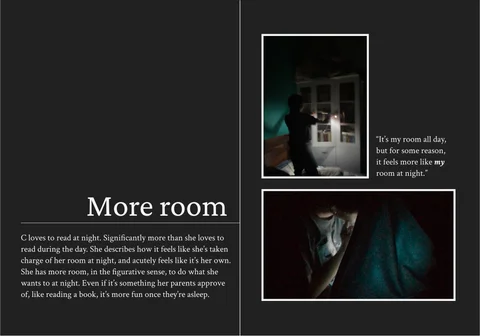 More room
C loves to read at night. Significantly more than she loves to
read during the day. She describes how it feels like she's taken
charge of her room at night, and acutely feels like it's her own.
She has more room, in the figurative sense, to do what she
wants to at night. Even if it's something her parents approve
of, like reading a book, it's more fun once they're asleep.
“It's my room all day,
but for some reason,
it feels more like my
room at night.”